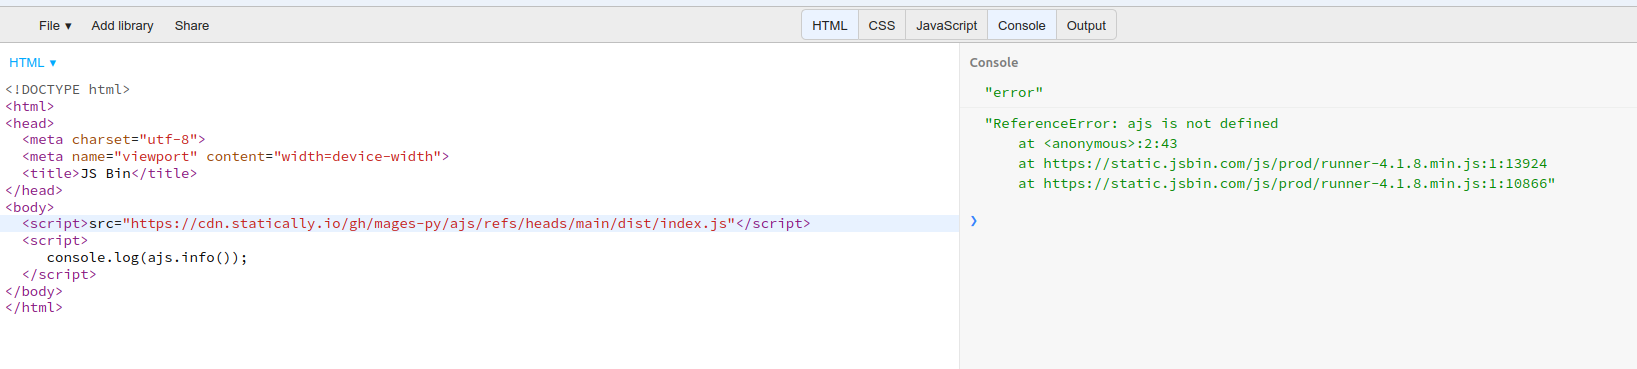 File ▾ Add library Share HTML CSS JavaScript Console Output
HTML ▾
<!DOCTYPE html>
<html>
<head>
  <meta charset="utf-8">
  <meta name="viewport" content="width=device-width">
  <title>JS Bin</title>
</head>
<body>
  <script>src="https://cdn.statically.io/gh/mages-py/ajs/refs/heads/main/dist/index.js"</script>
  <script>
     console.log(ajs.info());
  </script>
</body>
</html>
Console
"error"
"ReferenceError: ajs is not defined
    at <anonymous>:2:43
    at https://static.jsbin.com/js/prod/runner-4.1.8.min.js:1:13924
    at https://static.jsbin.com/js/prod/runner-4.1.8.min.js:1:10866"
❯